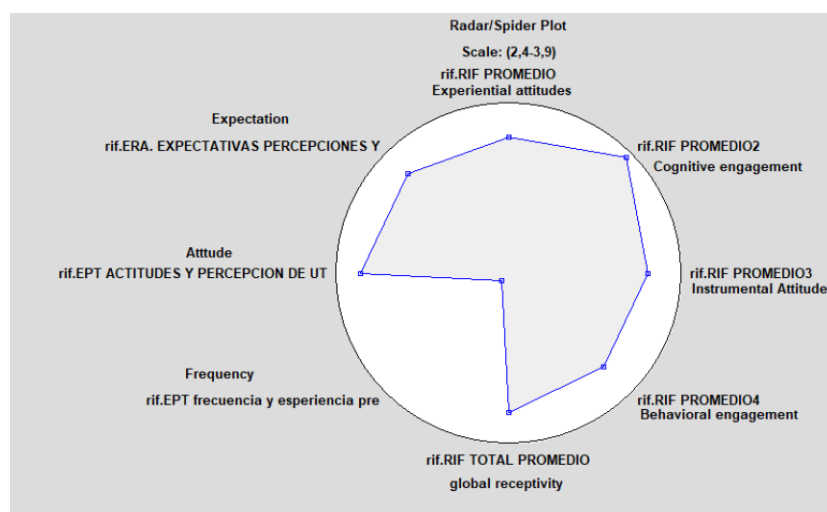 Radar/Spider Plot
Scale: (2,4-3,9)
rif.RIF PROMEDIO
Experiential attitudes
Expectation
rif.ERA. EXPECTATIVAS PERCEPCIONES Y
rif.RIF PROMEDIO2
Cognitive engagement
Atttude
rif.EPT ACTITUDES Y PERCEPCION DE UT
rif.RIF PROMEDIO3
Instrumental Attitude
Frequency
rif.EPT frecuencia y esperiencia pre
rif.RIF PROMEDIO4
Behavioral engagement
rif.RIF TOTAL PROMEDIO
global receptivity